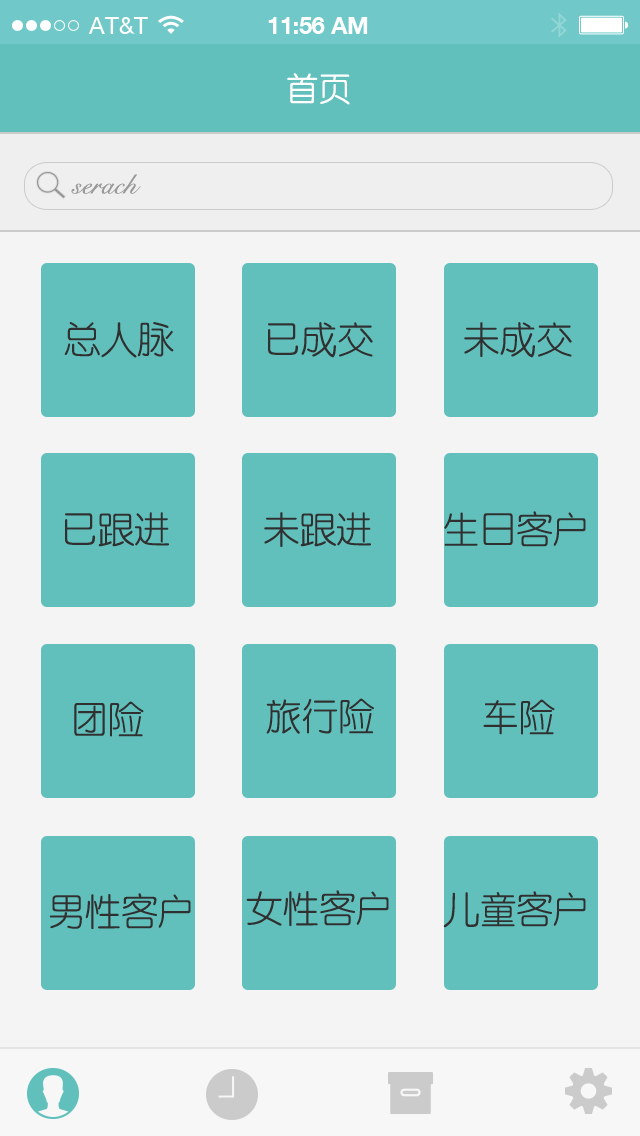 AT&T 11:56 AM
首页
serach
总人脉 已成交 未成交
已跟进 未跟进 生日客户
团险 旅行险 车险
男性客户 女性客户 儿童客户